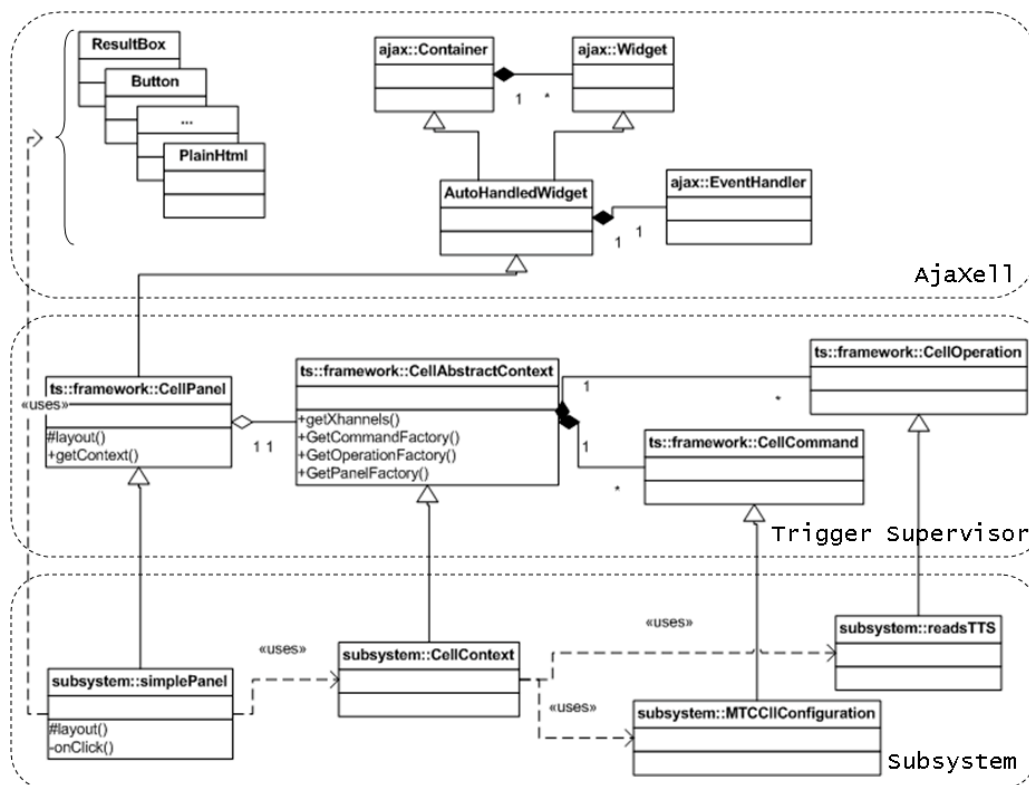 ResultBox
Button
...
PlainHtml
ajax::Container
1
*
ajax::Widget
AutoHandledWidget
1
1
ajax::EventHandler
AjaXell
ts::framework::CellPanel
«uses»
#layout()
+getContext()
1 1
ts::framework::CellAbstractContext
+getXhannels()
+GetCommandFactory()
+GetOperationFactory()
+GetPanelFactory()
1
*
ts::framework::CellOperation
1
*
ts::framework::CellCommand
Trigger Supervisor
subsystem::simplePanel
#layout()
-onClick()
«uses»
subsystem::CellContext
«uses»
«uses»
subsystem::readsTTS
subsystem::MTCCIIConfiguration
Subsystem